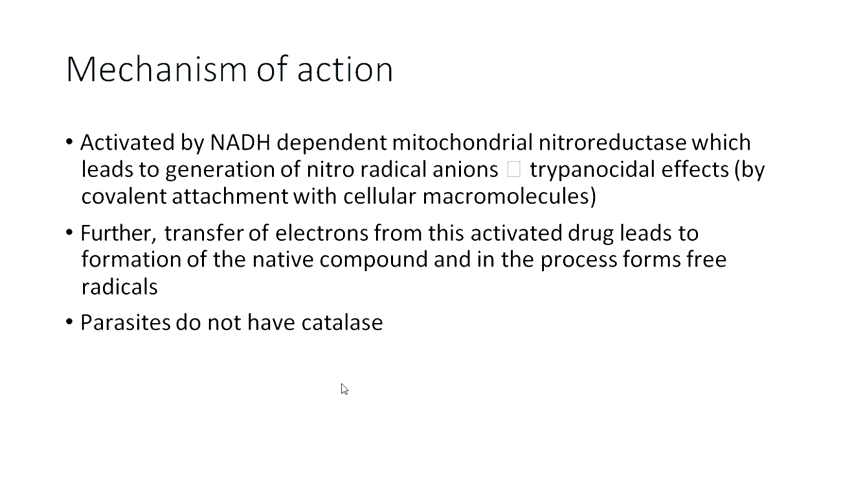 Mechanism of action
• Activated by NADH dependent mitochondrial nitroreductase which
leads to generation of nitro radical anions □ trypanocidal effects (by
covalent attachment with cellular macromolecules)
• Further, transfer of electrons from this activated drug leads to
formation of the native compound and in the process forms free
radicals
• Parasites do not have catalase